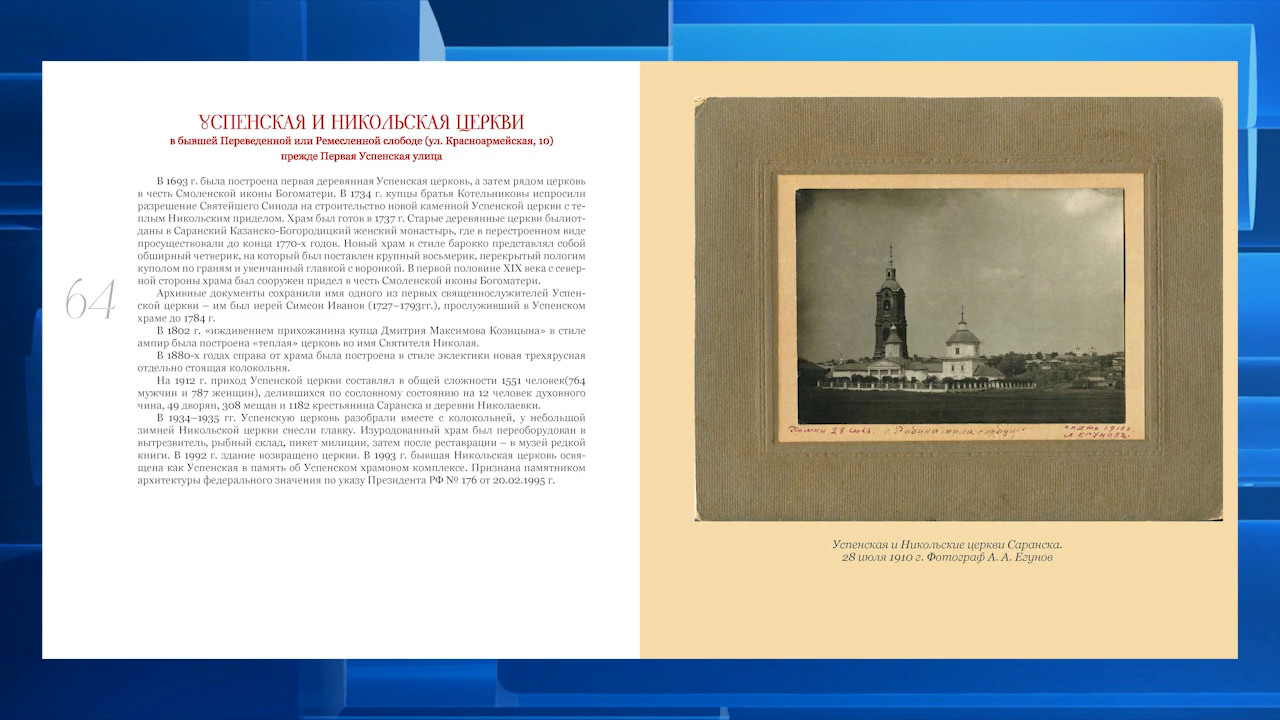 УСПЕНСКАЯ И НИКОЛЬСКАЯ ЦЕРКВИ
в бывшей Переведенной или Ремесленной слободе (ул. Красноармейская, 10)
прежде Первая Успенская улица
В 1693 г. была построена первая деревянная Успенская церковь, а затем рядом церковь
в честь Смоленской иконы Богоматери. В 1734 г. купцы братья Котельниковы испросили
разрешение Святейшего Синода на строительство новой каменной Успенской церкви с те-
плым Никольским приделом. Храм был готов в 1737 г. Старые деревянные церкви былиот-
даны в Саранский Казанско-Богородицкий женский монастырь, где в перестроенном виде
просуществовали до конца 1770-х годов. Новый храм в стиле барокко представлял собой
обширный четверик, на который был поставлен крупный восьмерик, перекрытый пологим
куполом по граням и увенчанный главкой с воронкой. В первой половине XIX века с север-
ной стороны храма был сооружен придел в честь Смоленской иконы Богоматери.
Архивные документы сохранили имя одного из первых священнослужителей Успен-
ской церкви – им был иерей Симеон Иванов (1727–1793гг.), прослуживший в Успенском
храме до 1784 г.
В 1802 г. «иждивением прихожанина купца Дмитрия Максимова Козицына» в стиле
ампир была построена «теплая» церковь во имя Святителя Николая.
В 1880-х годах справа от храма была построена в стиле эклектики новая трехярусная
отдельно стоящая колокольня.
На 1912 г. приход Успенской церкви составлял в общей сложности 1551 человек(764
мужчин и 787 женщин), делившихся по сословному состоянию на 12 человек духовного
чина, 49 дворян, 308 мещан и 1182 крестьянина Саранска и деревни Николаевки.
В 1934–1935 гг. Успенскую церковь разобрали вместе с колокольней, у небольшой
зимней Никольской церкви снесли главку. Изуродованный храм был переоборудован в
вытрезвитель, рыбный склад, пикет милиции, затем после реставрации – в музей редкой
книги. В 1992 г. здание возвращено церкви. В 1993 г. бывшая Никольская церковь освя-
щена как Успенская в память об Успенском храмовом комплексе. Признана памятником
архитектуры федерального значения по указу Президента РФ № 176 от 20.02.1995 г.
64
28 июля
1910 г.
А. Егунов.
Успенская и Никольские церкви Саранска.
28 июля 1910 г. Фотограф А. А. Егунов